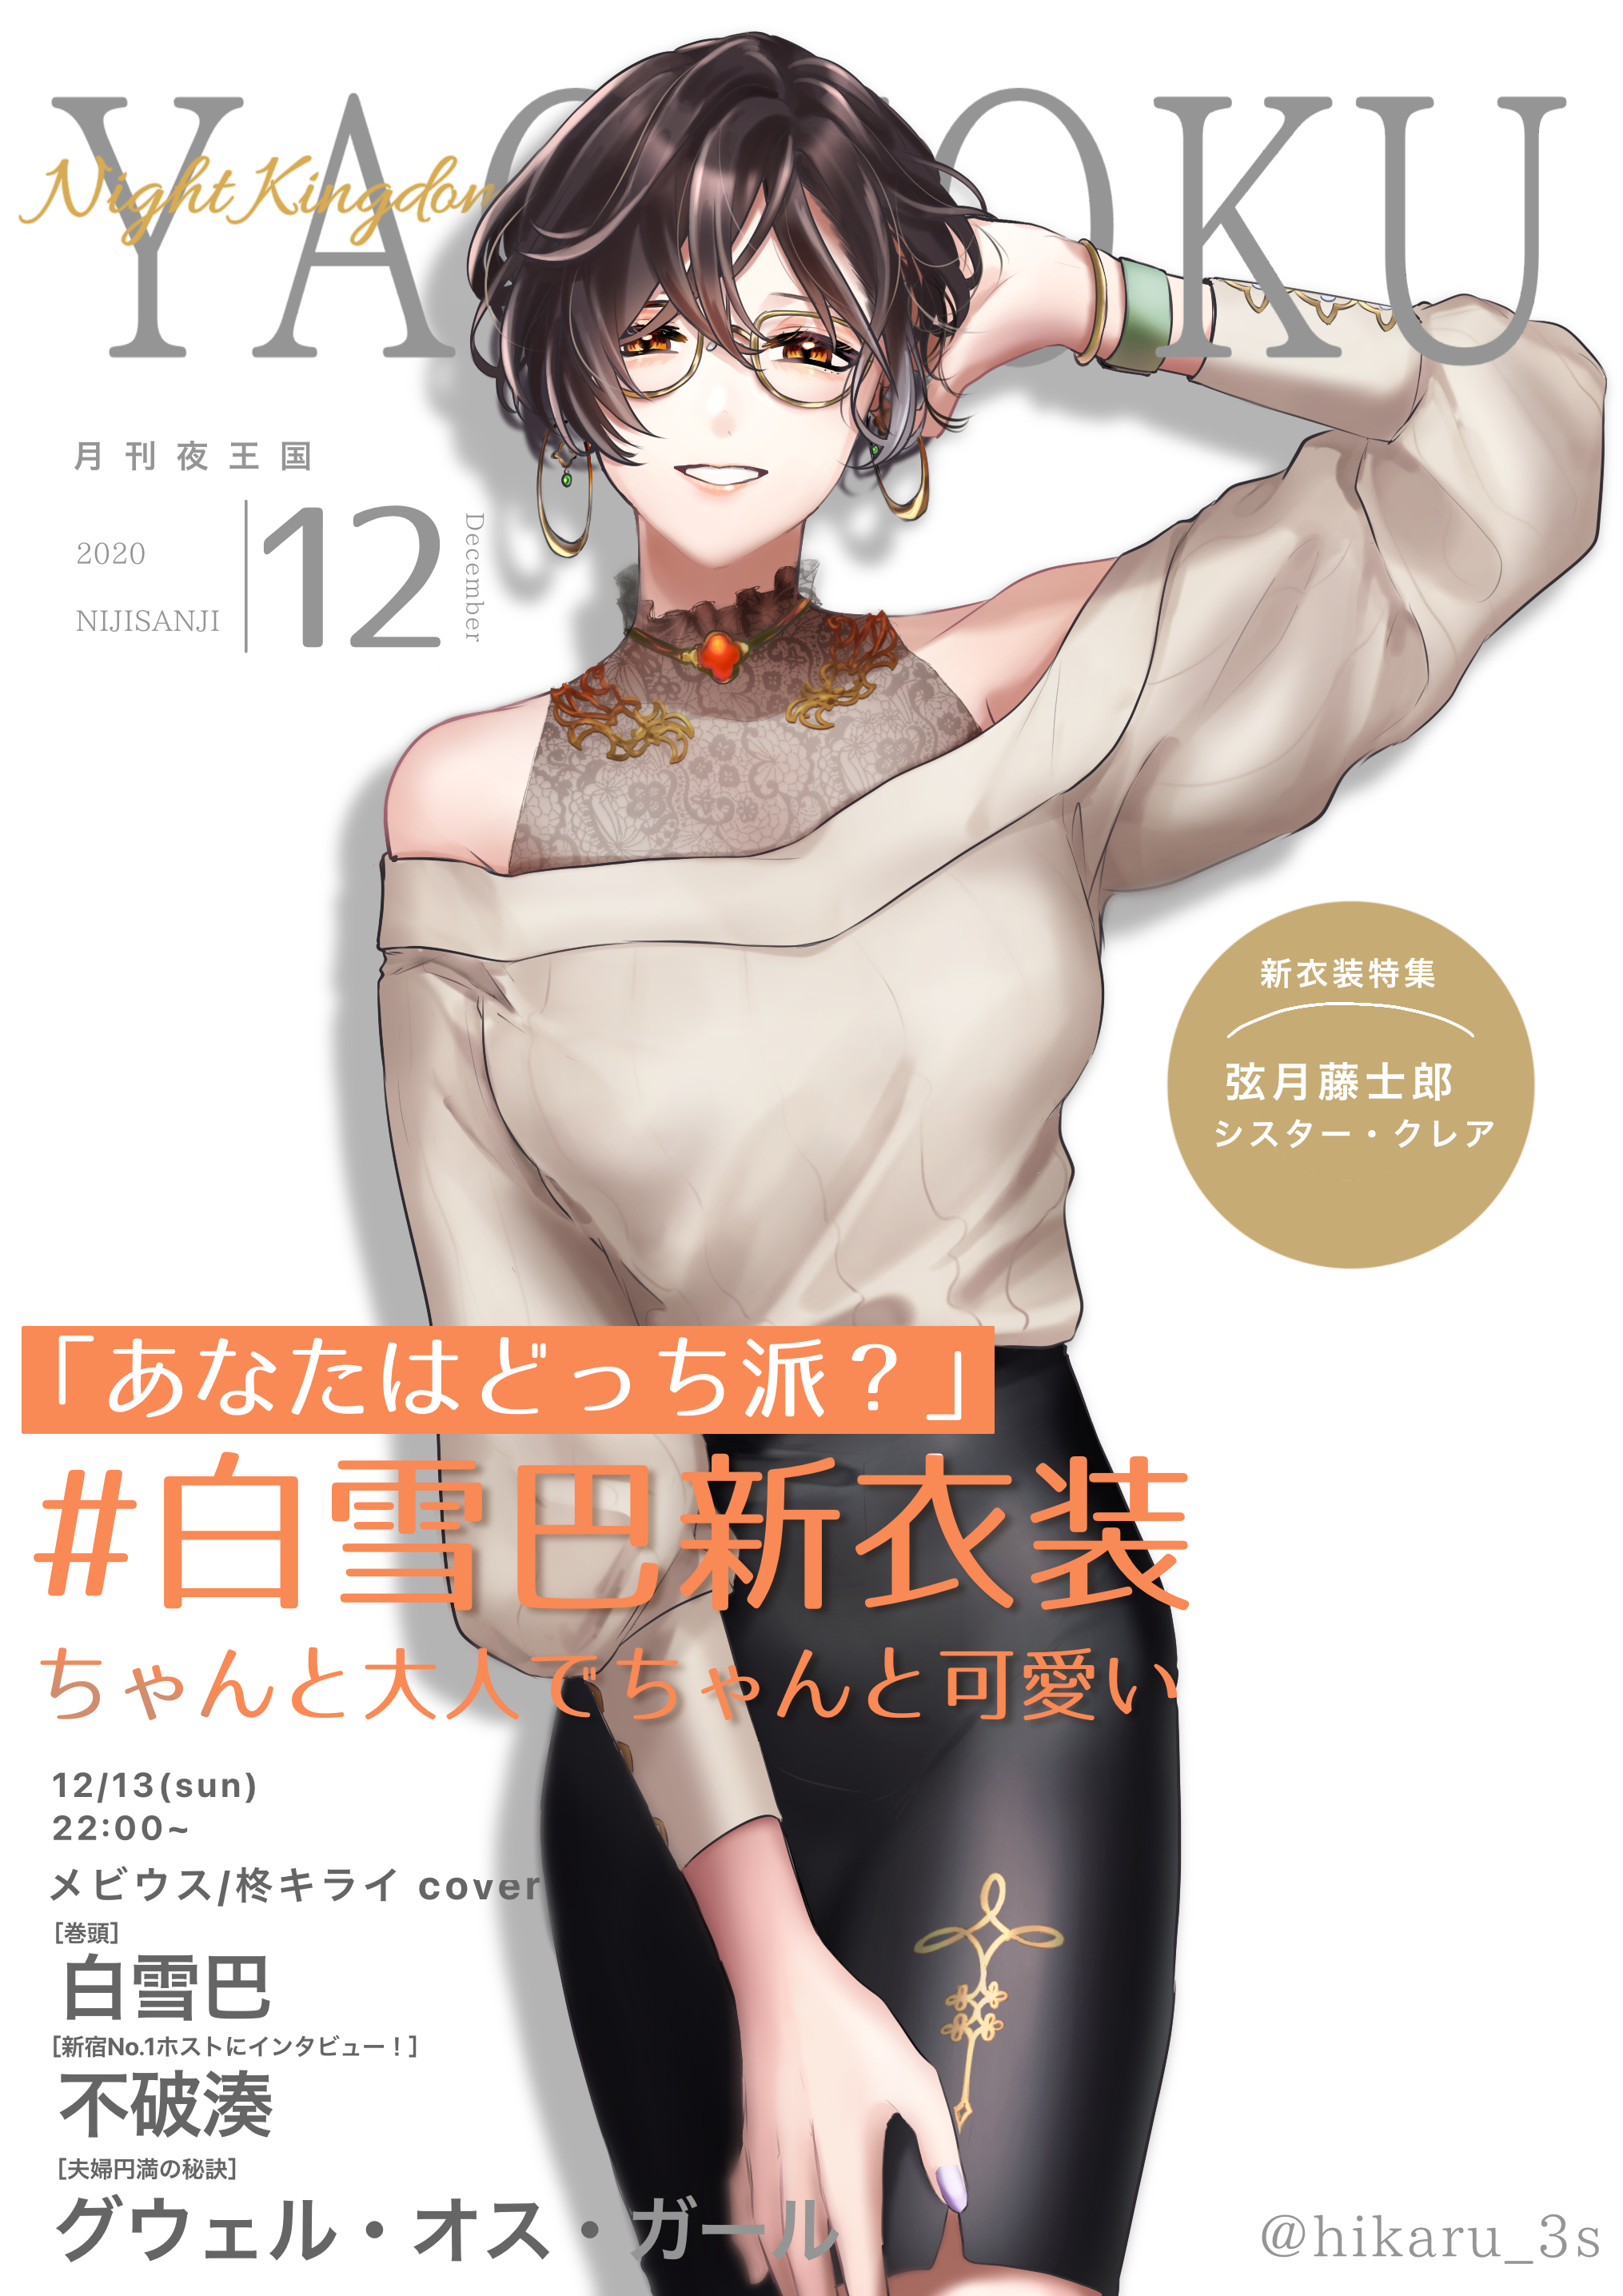 Night Kingdom
月刊夜王国
2020
NIJISANJI
12
December
新衣装特集
弦月藤士郎
シスター・クレア
「あなたはどっち派？」
#白雪巴新衣装
ちゃんと大人でちゃんと可愛い
12/13(sun)
22:00~
メビウス/柊キライ cover
[巻頭]
白雪巴
[新宿No.1ホストにインタビュー！]
不破湊
[夫婦円満の秘訣]
グウェル・オス・ガール
@hikaru_3s